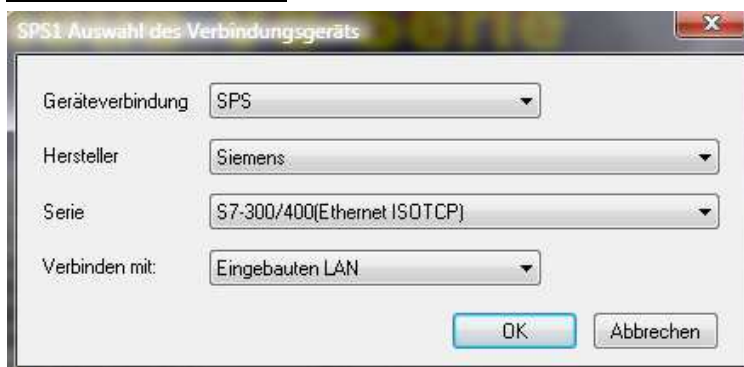 SPS1 Auswahl des Verbindungsgeräts
Geräteverbindung SPS
Hersteller Siemens
Serie S7-300/400(Ethernet ISOTCP)
Verbinden mit: Eingebauten LAN
OK Abbrechen